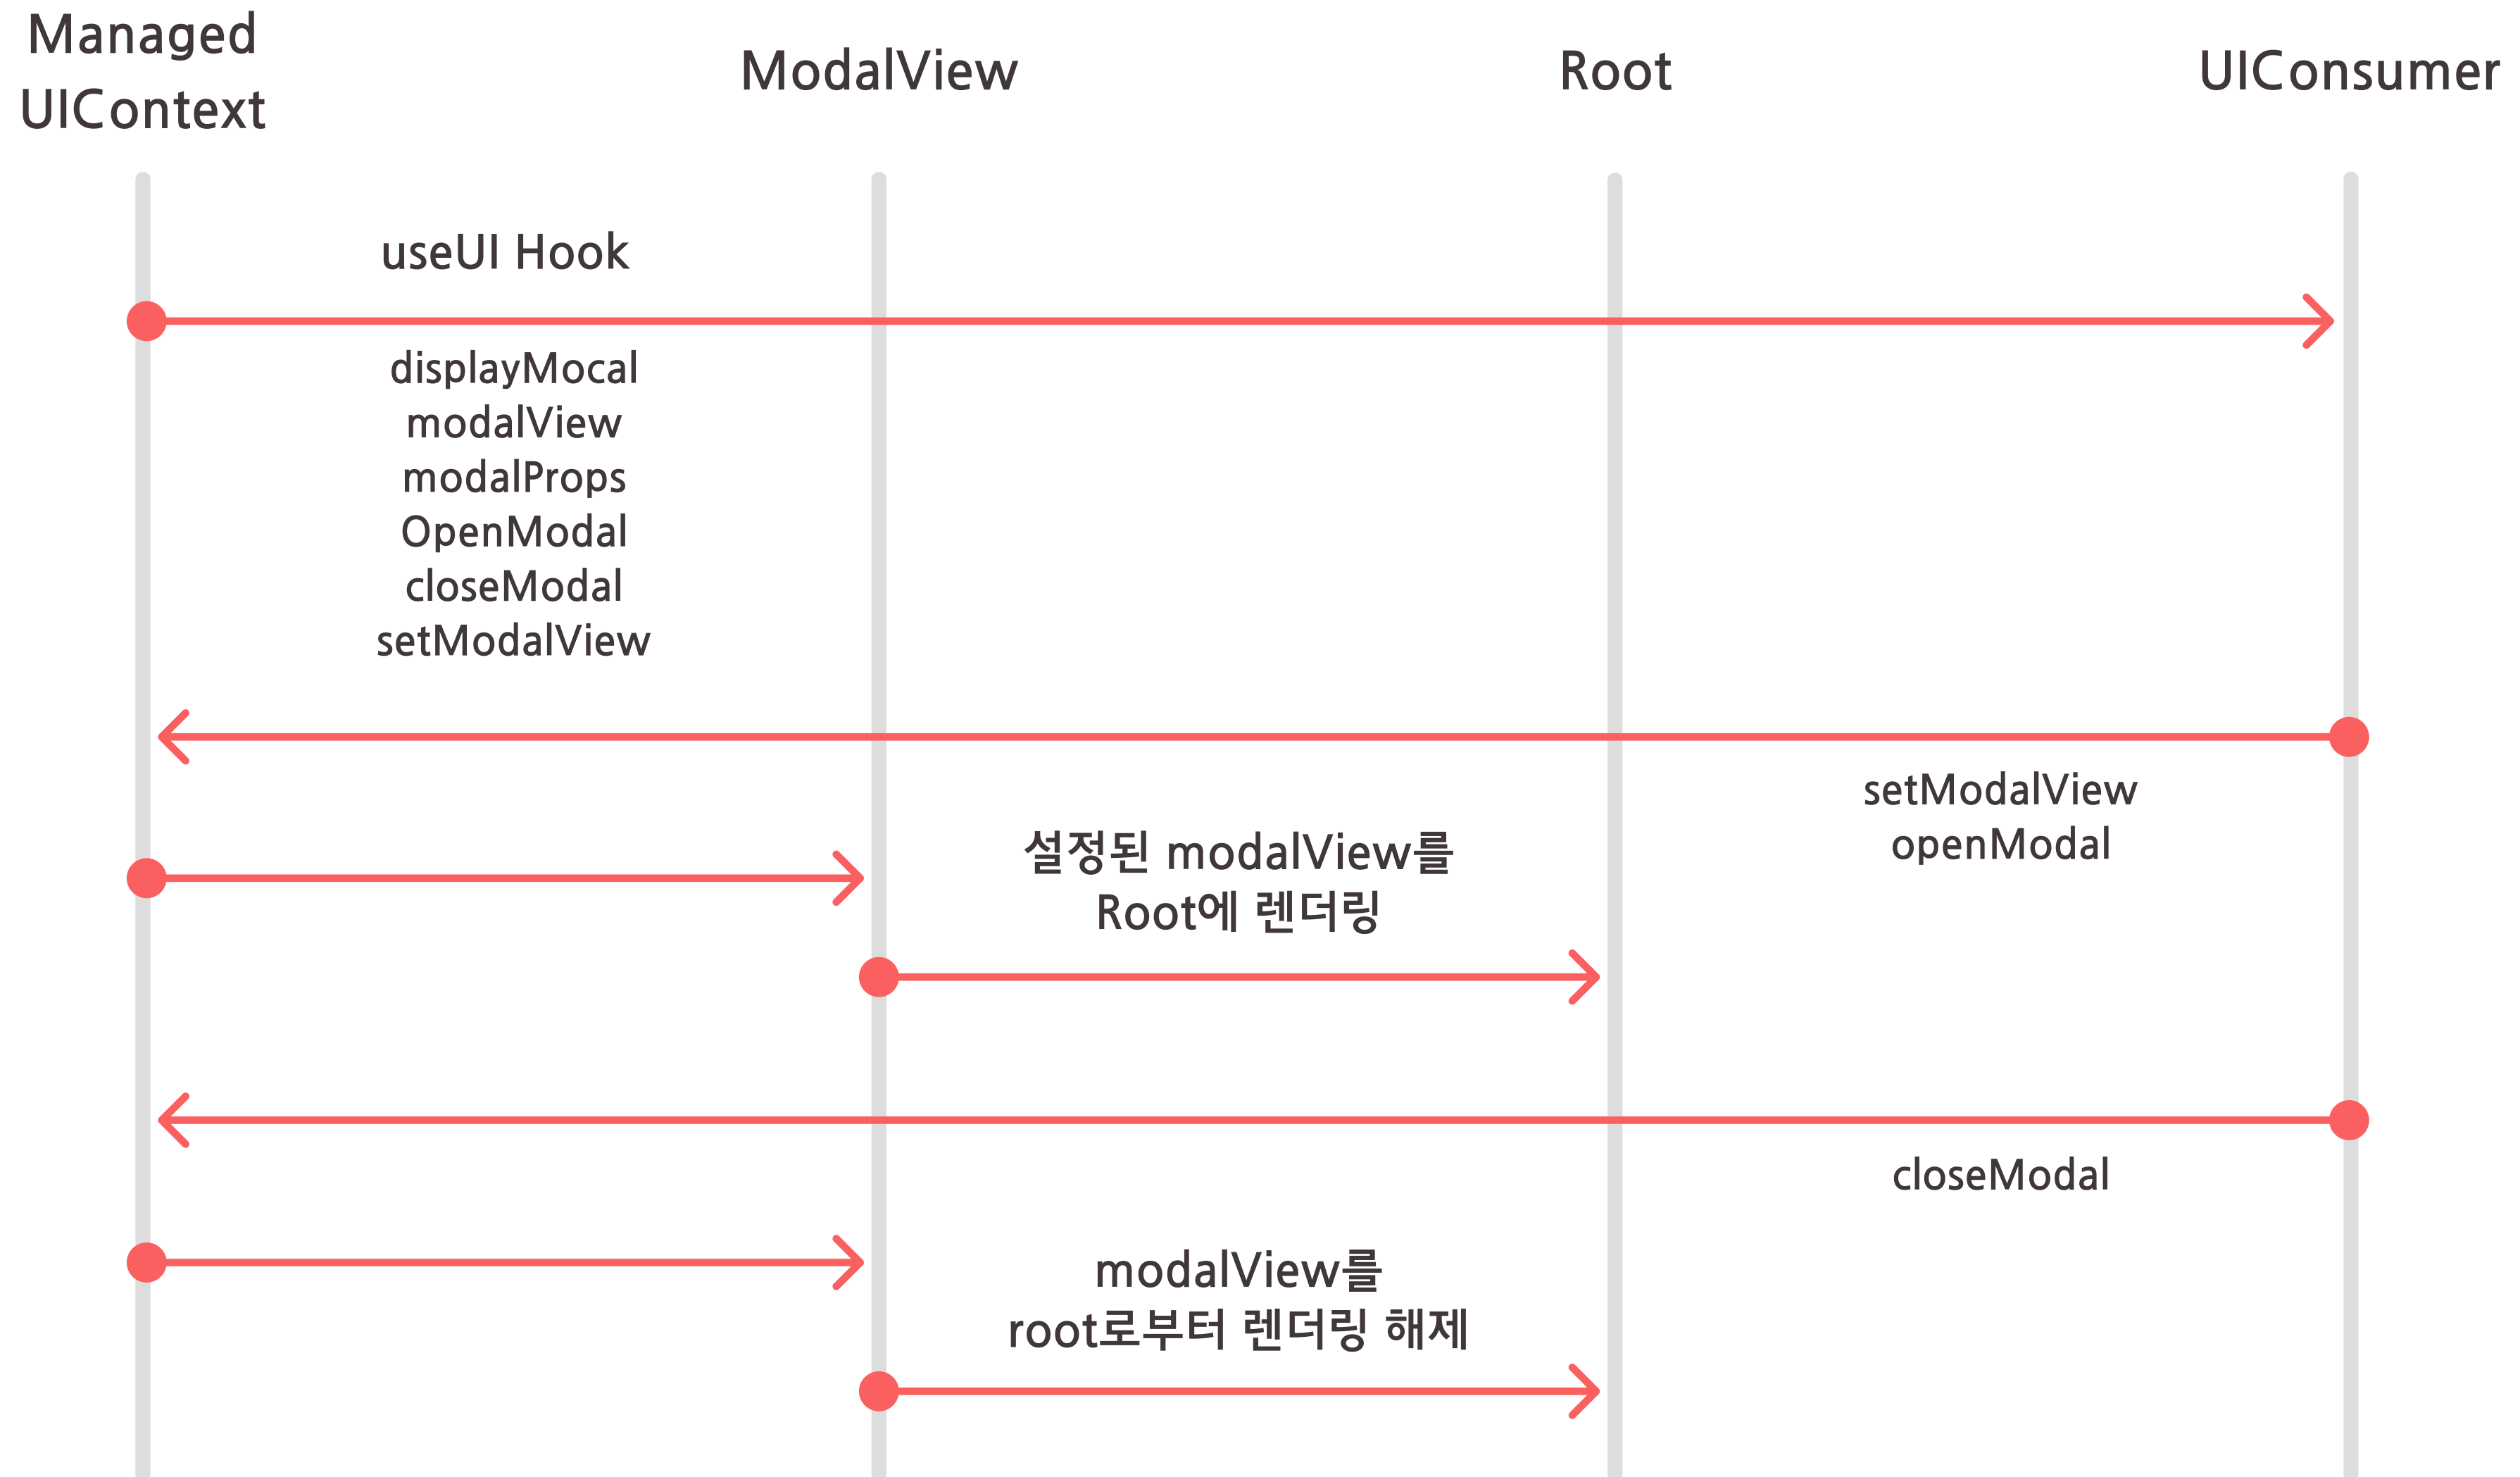 Managed
UIContext
ModalView
Root
UIConsumer
useUI Hook
displayMocal
modalView
modalProps
OpenModal
closeModal
setModalView
setModalView
openModal
설정된 modalView를
Root에 렌더링
closeModal
modalView를
root로부터 렌더링 해제